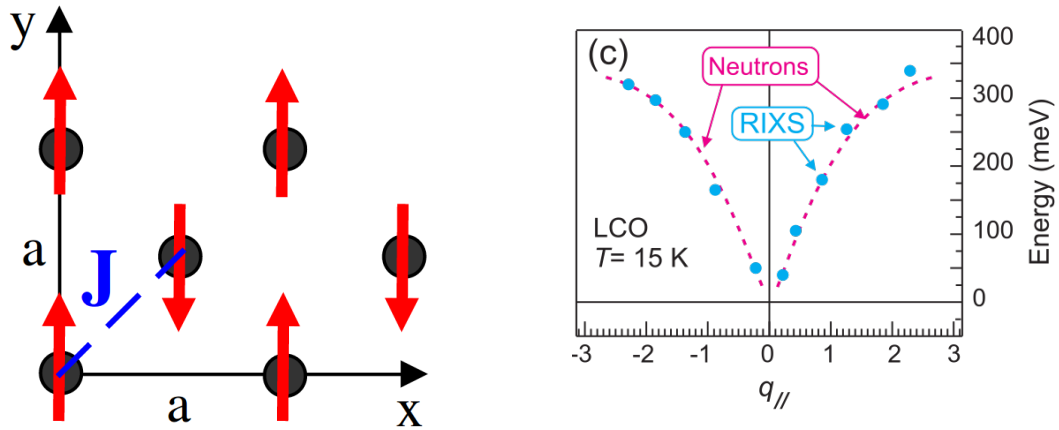 y
a
J
a
x
(c)
Neutrons
RIXS
LCO
T= 15 K
400
300
200
100
0
Energy (meV)
-3 -2 -1 0 1 2 3
q//